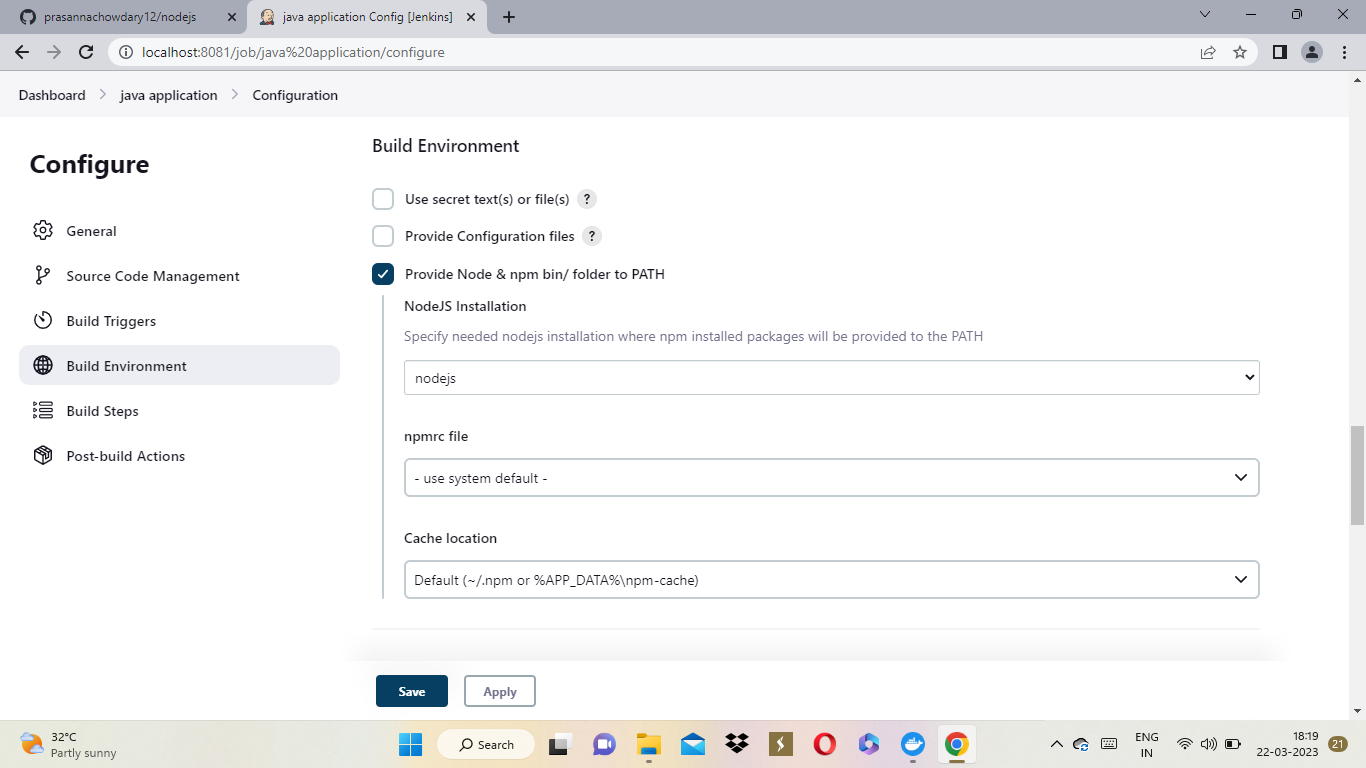 prasannachowdary12/nodejs
java application Config [Jenkins]
localhost:8081/job/java%20application/configure
Dashboard
java application
Configuration
Configure
General
Source Code Management
Build Triggers
Build Environment
Build Steps
Post-build Actions
Build Environment
Use secret text(s) or file(s) ?
Provide Configuration files ?
Provide Node & npm bin/ folder to PATH
NodeJS Installation
Specify needed nodejs installation where npm installed packages will be provided to the PATH
nodejs
npmrc file
- use system default -
Cache location
Default (~/.npm or %APP_DATA%\npm-cache)
Save
Apply
32°C
Partly sunny
Search
ENG
IN
18:19
22-03-2023
21